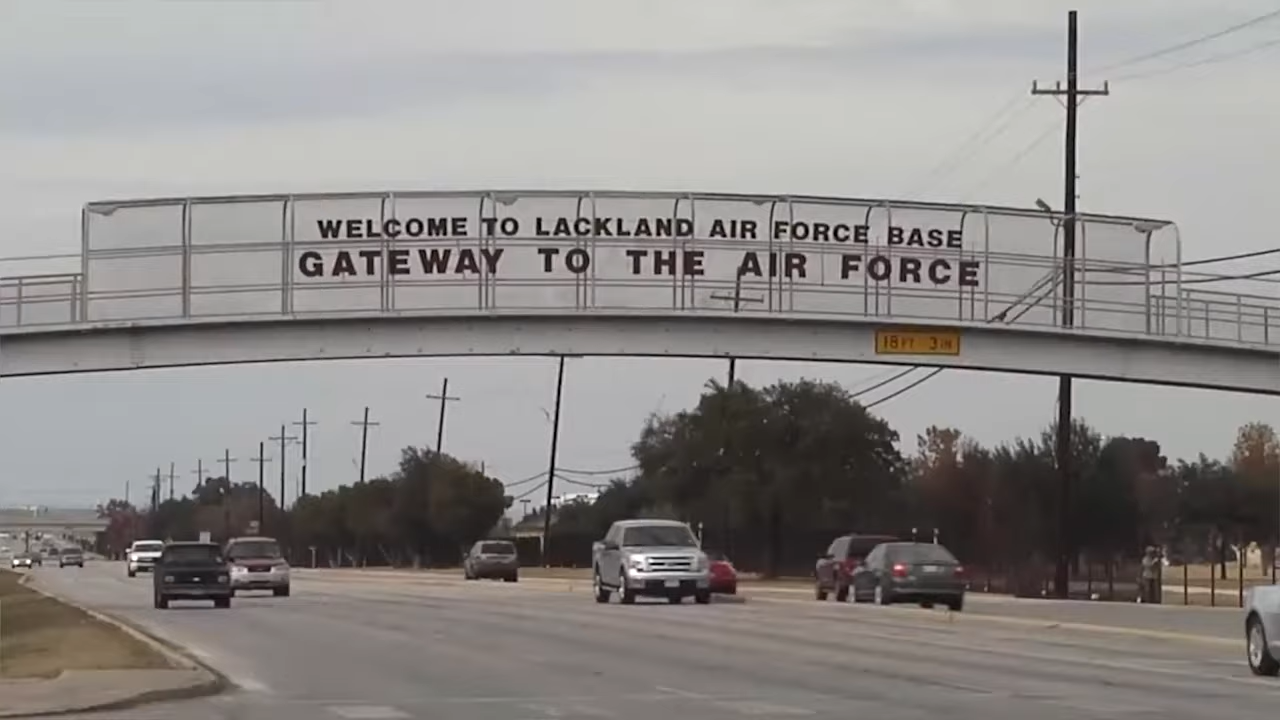 WELCOME TO LACKLAND AIR FORCE BASE
GATEWAY TO THE AIR FORCE
18 FT 3 IN